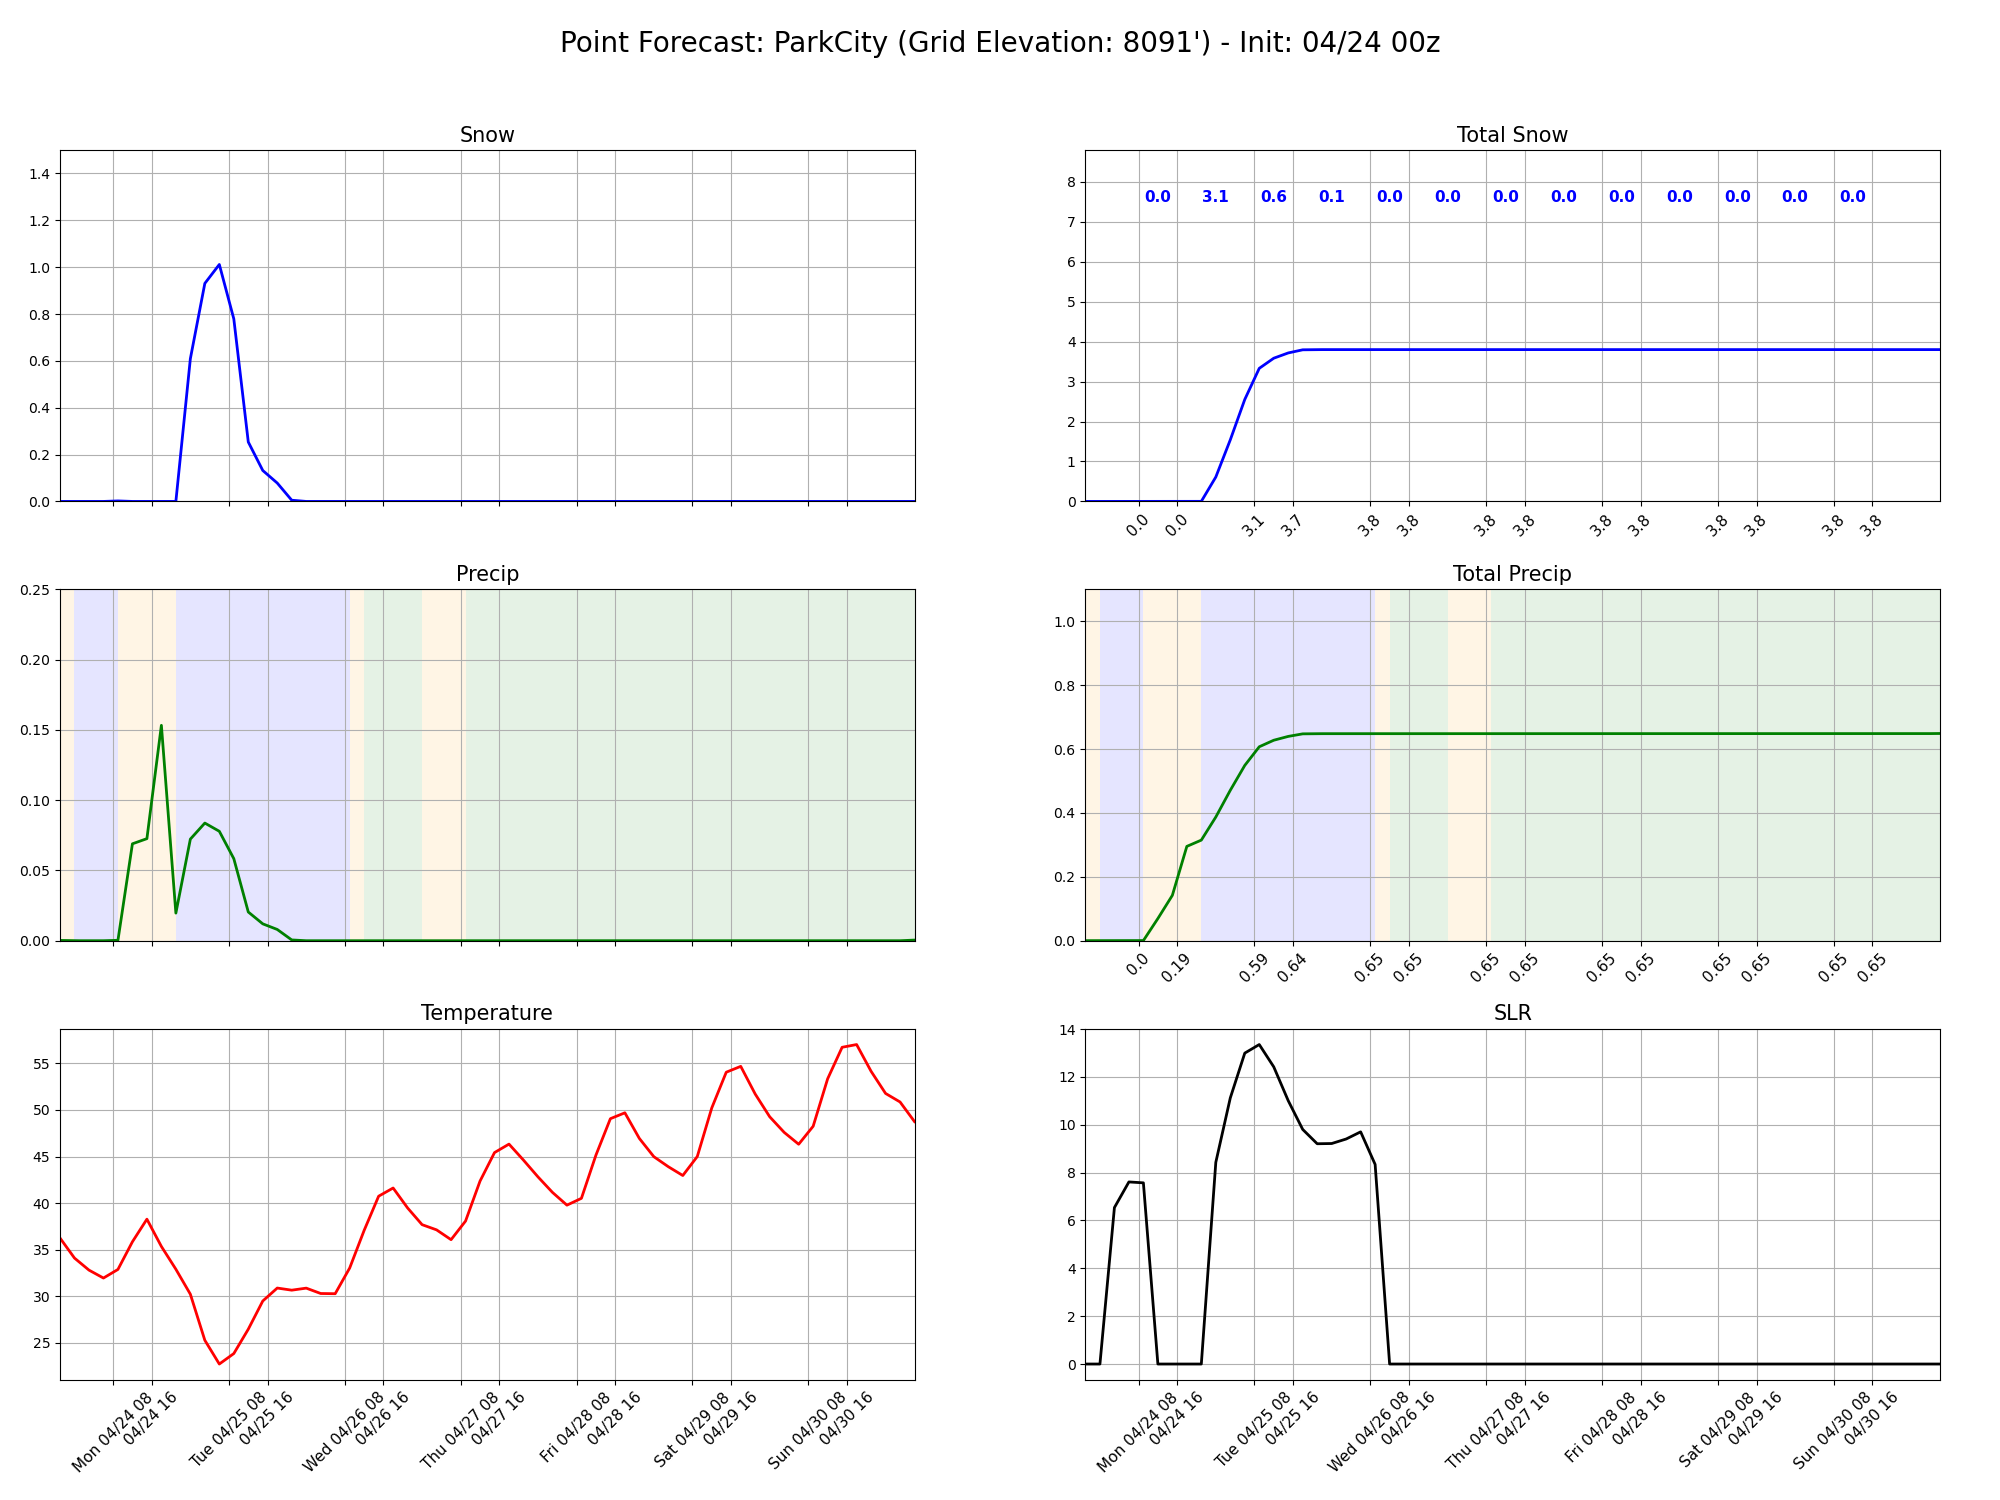 Point Forecast: ParkCity (Grid Elevation: 8091') - Init: 04/24 00z
Snow
1.4
1.2
1.0
0.8
0.6
0.4
0.2
0.0
Total Snow
8
7
6
5
4
3
2
1
0
0.0 3.1 0.6 0.1 0.0 0.0 0.0 0.0 0.0 0.0 0.0 0.0 0.0
0.0 0.0 3.1 3.7 3.8 3.8 3.8 3.8 3.8 3.8 3.8 3.8 3.8 3.8
Precip
0.25
0.20
0.15
0.10
0.05
0.00
Total Precip
1.0
0.8
0.6
0.4
0.2
0.0
0.0 0.19 0.59 0.64 0.65 0.65 0.65 0.65 0.65 0.65 0.65 0.65 0.65 0.65
Temperature
55
50
45
40
35
30
25
Mon 04/24 08
04/24 16
Tue 04/25 08
04/25 16
Wed 04/26 08
04/26 16
Thu 04/27 08
04/27 16
Fri 04/28 08
04/28 16
Sat 04/29 08
04/29 16
Sun 04/30 08
04/30 16
SLR
14
12
10
8
6
4
2
0
Mon 04/24 08
04/24 16
Tue 04/25 08
04/25 16
Wed 04/26 08
04/26 16
Thu 04/27 08
04/27 16
Fri 04/28 08
04/28 16
Sat 04/29 08
04/29 16
Sun 04/30 08
04/30 16